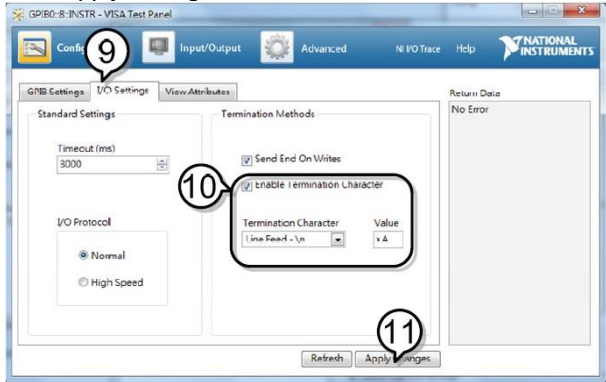 GPIB0::8::INSTR - VISA Test Panel
Input/Output
Advanced
NI I/O Trace
Help
NATIONAL
INSTRUMENTS
9
GPIB Settings
I/O Settings
View Attributes
Return Data
Standard Settings
Termination Methods
No Error
Timeout (ms)
3000
Send End On Writes
10
Enable Termination Character
I/O Protocol
Termination Character
Value
Line Feed - \n
xA
Normal
High Speed
11
Refresh
Apply Changes